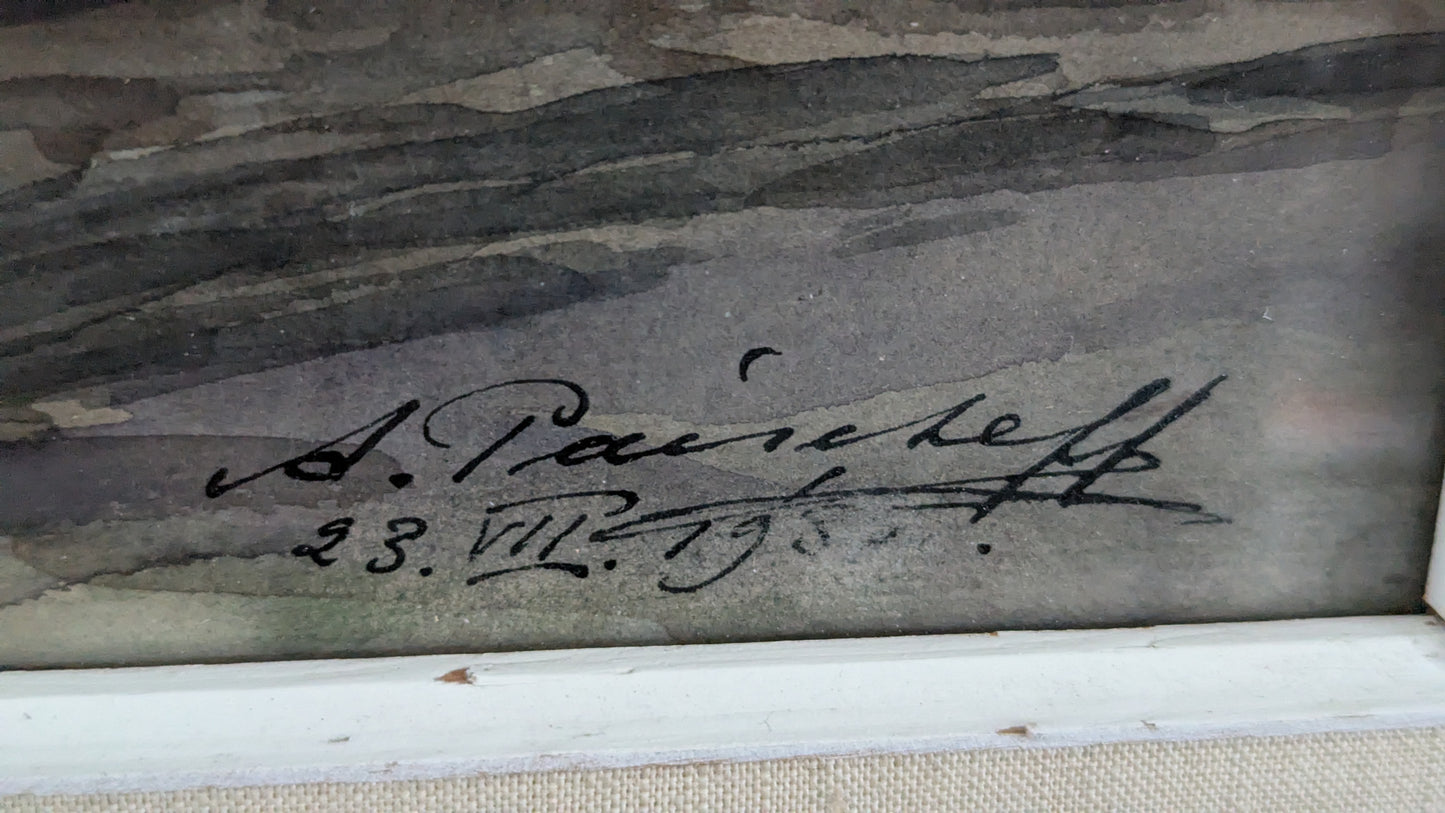 A. Paischeff
23. VII.